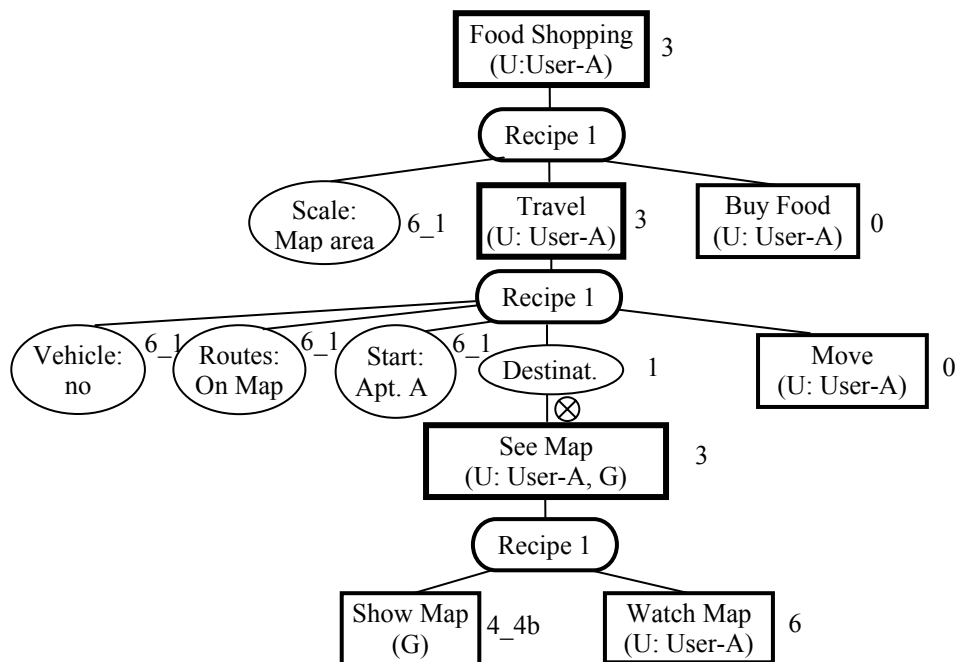 Food Shopping
(U:User-A)
3
Recipe 1
Scale:
Map area
6_1
Travel
(U: User-A)
3
Buy Food
(U: User-A)
0
Recipe 1
Vehicle:
no
6_1
Routes:
On Map
6_1
Start:
Apt. A
6_1
Destinat.
1
Move
(U: User-A)
0
See Map
(U: User-A, G)
3
Recipe 1
Show Map
(G)
4_4b
Watch Map
(U: User-A)
6